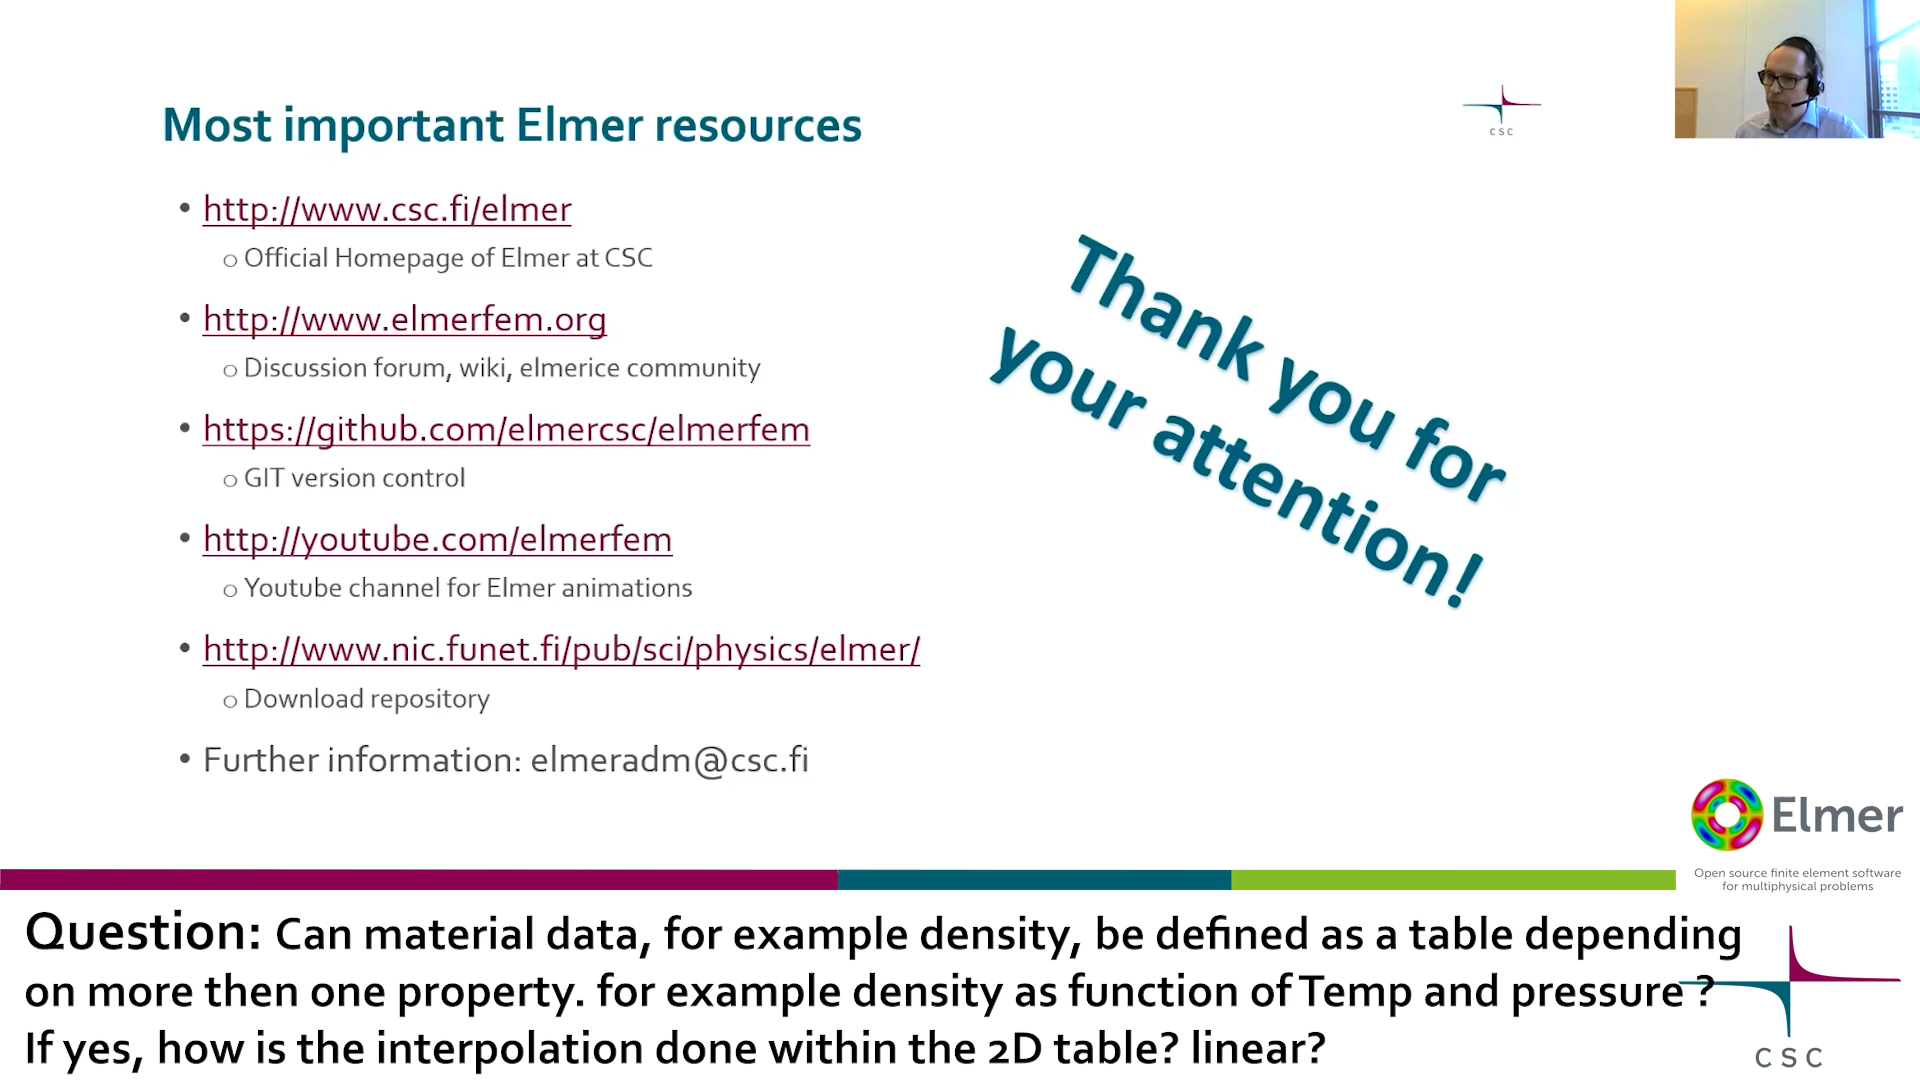 Most important Elmer resources
CSC
• http://www.csc.fi/elmer
o Official Homepage of Elmer at CSC
• http://www.elmerfem.org
o Discussion forum, wiki, elmerice community
• https://github.com/elmercsc/elmerfem
o GIT version control
• http://youtube.com/elmerfem
o Youtube channel for Elmer animations
• http://www.nic.funet.fi/pub/sci/physics/elmer/
o Download repository
• Further information: elmeradm@csc.fi
Thank you for
your attention!
Elmer
Open source finite element software
for multiphysical problems
Question: Can material data, for example density, be defined as a table depending
on more then one property. for example density as function of Temp and pressure ?
If yes, how is the interpolation done within the 2D table? linear?
CSC